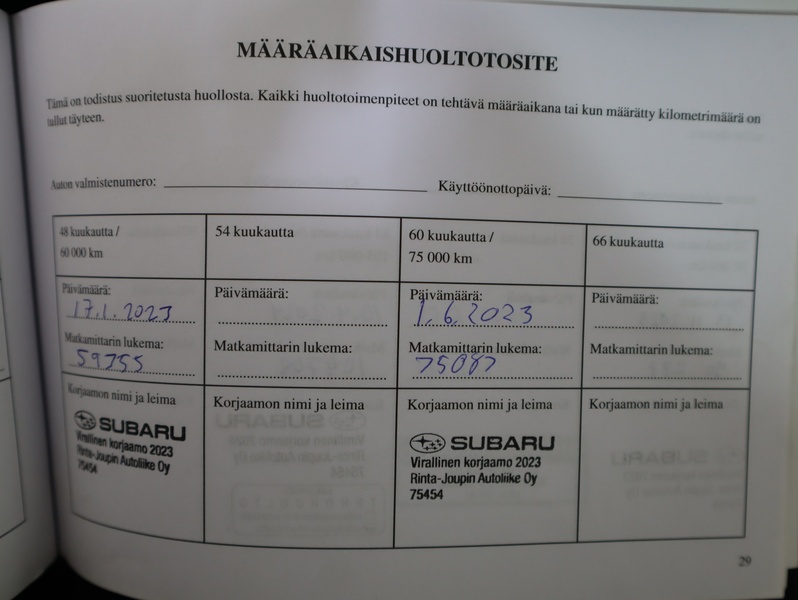 MÄÄRÄAIKAISHUOLTOTOSITE
Tämä on todistus suoritetusta huollosta. Kaikki huoltotoimenpiteet on tehtävä määräaikana tai kun määrätty kilometrimäärä on
tullut täyteen.
Auton valmistenumero: Käyttöönottopäivä:
48 kuukautta /
60 000 km
54 kuukautta
60 kuukautta /
75 000 km
66 kuukautta
Päivämäärä:
17.1.2023
Päivämäärä:
Päivämäärä:
1.6.2023
Päivämäärä:
Matkamittarin lukema:
59755
Matkamittarin lukema:
Matkamittarin lukema:
75087
Matkamittarin lukema:
Korjaamon nimi ja leima
SUBARU
Virallinen korjaamo 2023
Rinta-Joupin Autoliike Oy
75454
Korjaamon nimi ja leima
Korjaamon nimi ja leima
SUBARU
Virallinen korjaamo 2023
Rinta-Joupin Autoliike Oy
75454
Korjaamon nimi ja leima
29